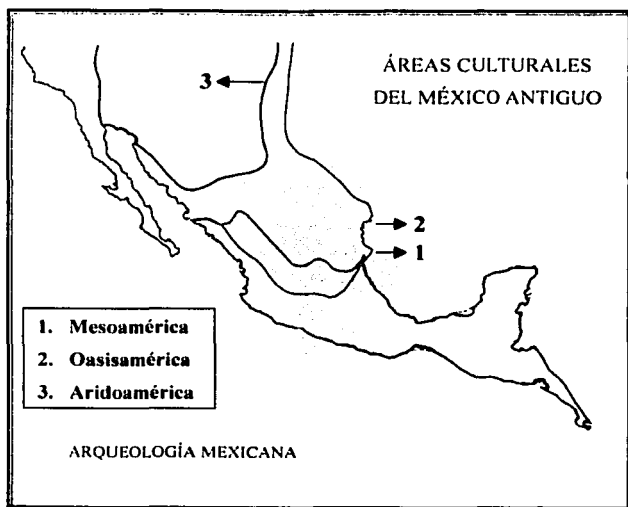 ÁREAS CULTURALES
DEL MÉXICO ANTIGUO
3
2
1
1. Mesoamérica
2. Oasisamérica
3. Aridoamérica
ARQUEOLOGÍA MEXICANA